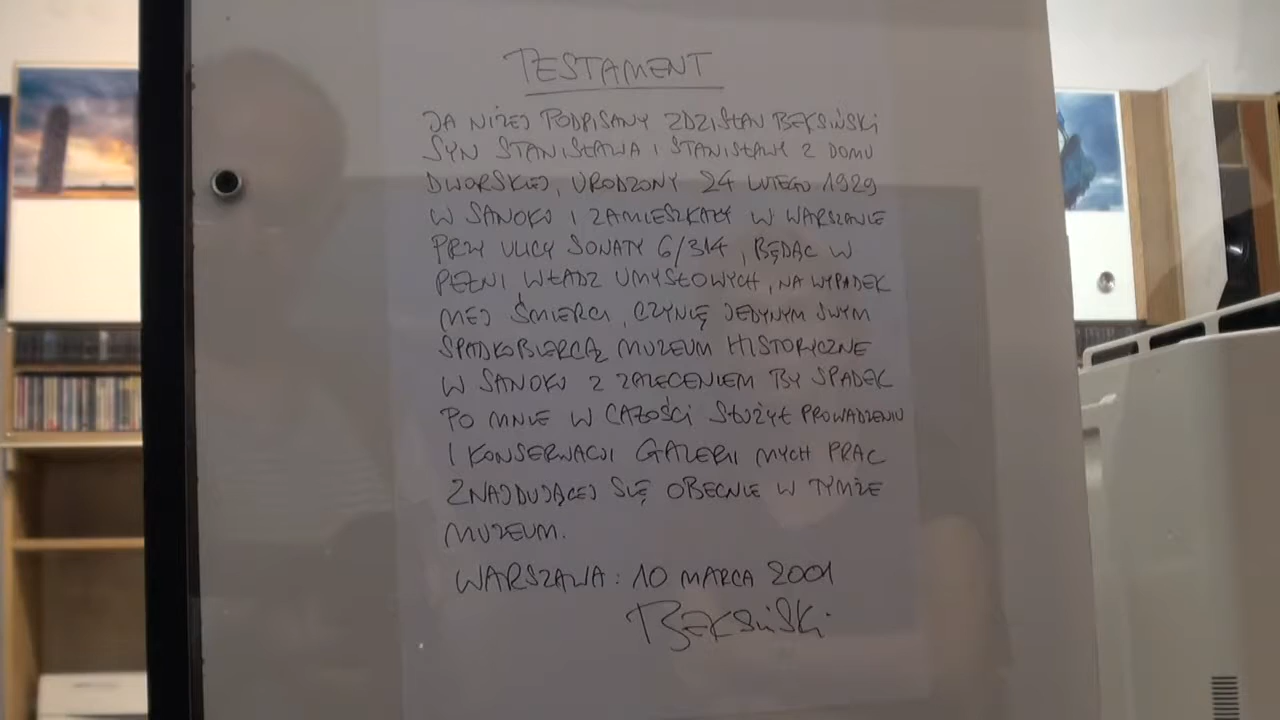 TESTAMENT
JA NIŻEJ PODPISANY ZDZISŁAW BEKSIŃSKI
SYN STANISŁAWA I STANISŁAWY Z DOMU
DWORSKIEJ, URODZONY 24 LUTEGO 1929
W SANOKU I ZAMIESZKAŁY W WARSZAWIE
PRZY ULICY SONATY 6/314, BĘDĄC W
PEŁNI WŁADZ UMYSŁOWYCH, NA WYPADEK
MEJ ŚMIERCI, CZYNIĘ JEDYNYM SWYM
SPADKOBIERCĄ MUZEUM HISTORYCZNE
W SANOKU Z ZALECENIEM BY SPADEK
PO MNIE W CAŁOŚCI SŁUŻYŁ PROWADZENIU
I KONSERWACJI GALERII MYCH PRAC
ZNAJDUJĄCEJ SIĘ OBECNIE W TYMŻE
MUZEUM.
WARSZAWA: 10 MARCA 2001
BEKSIŃSKI